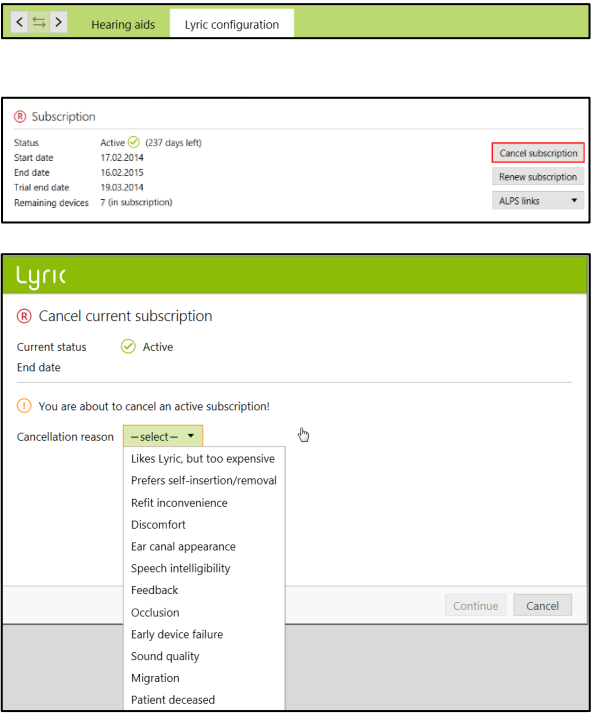 Hearing aids Lyric configuration
R Subscription
Status Active (237 days left)
Start date 17.02.2014 Cancel subscription
End date 16.02.2015 Renew subscription
Trial end date 19.03.2014
Remaining devices 7 (in subscription) ALPS links
Lyric
R Cancel current subscription
Current status Active
End date
! You are about to cancel an active subscription!
Cancellation reason —select—
Likes Lyric, but too expensive
Prefers self-insertion/removal
Refit inconvenience
Discomfort
Ear canal appearance
Speech intelligibility
Feedback
Occlusion
Continue Cancel
Early device failure
Sound quality
Migration
Patient deceased